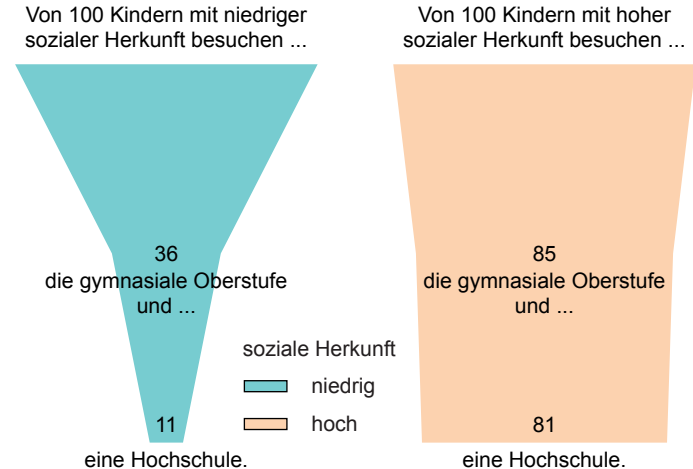 Von 100 Kindern mit niedriger
sozialer Herkunft besuchen ...
36
die gymnasiale Oberstufe
und ...
11
eine Hochschule.
Von 100 Kindern mit hoher
sozialer Herkunft besuchen ...
85
die gymnasiale Oberstufe
und ...
81
eine Hochschule.
soziale Herkunft
niedrig
hoch